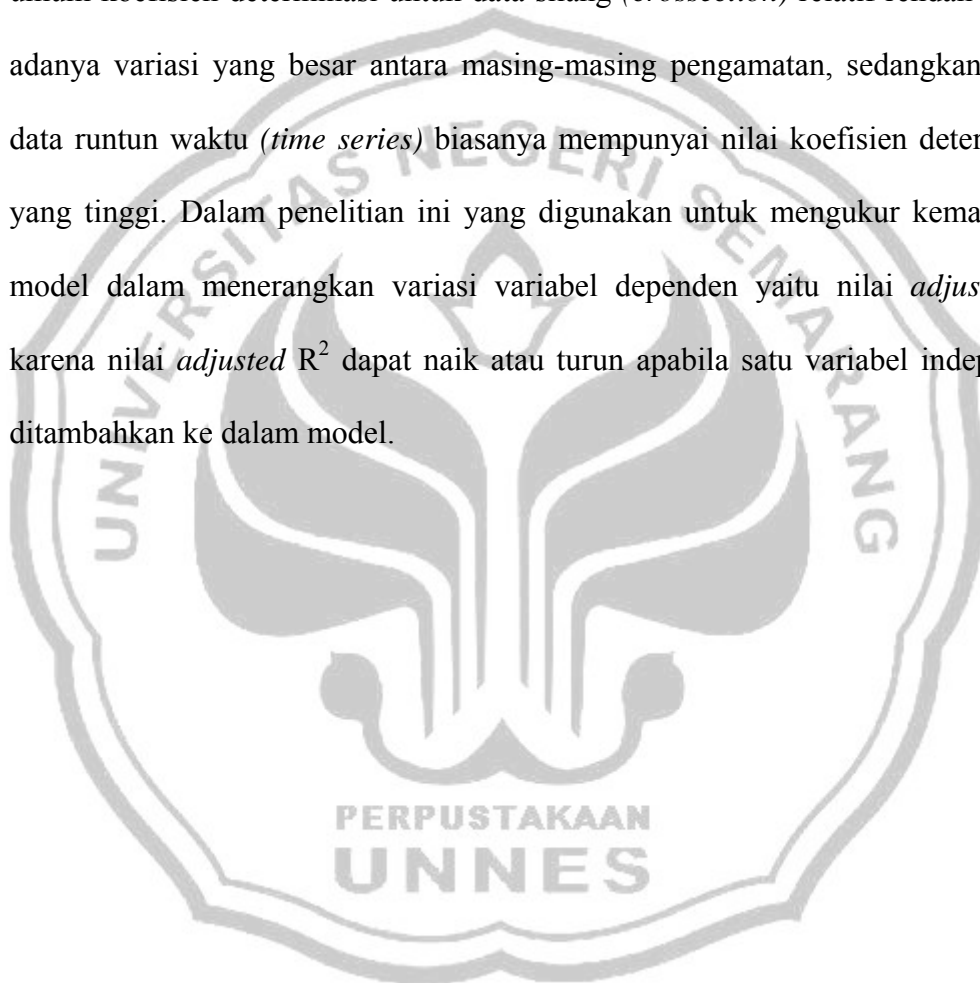 umum koefisien determinasi untuk data silang (crossection) relatif rendah
adanya variasi yang besar antara masing-masing pengamatan, sedangkan
data runtun waktu (time series) biasanya mempunyai nilai koefisien deter
yang tinggi. Dalam penelitian ini yang digunakan untuk mengukur kema
model dalam menerangkan variasi variabel dependen yaitu nilai adjus
karena nilai adjusted R² dapat naik atau turun apabila satu variabel indep
ditambahkan ke dalam model.
UNIVERSITAS NEGERI SEMARANG
PERPUSTAKAAN
UNNES